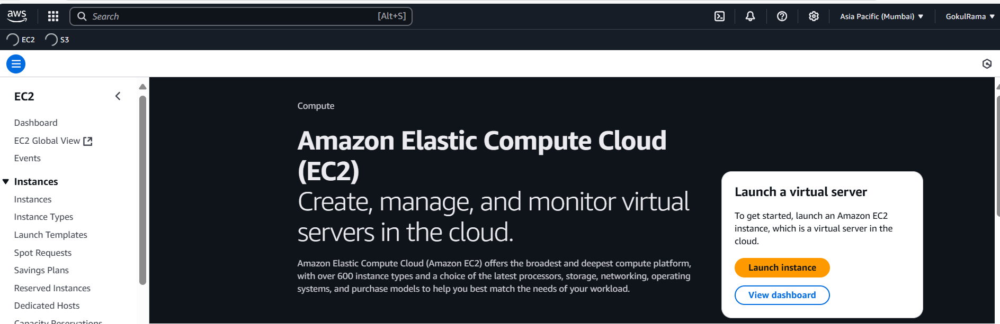 aws
Search [Alt+S]
Asia Pacific (Mumbai)
GokulRama
EC2
S3
EC2
Dashboard
EC2 Global View
Events
Instances
Instances
Instance Types
Launch Templates
Spot Requests
Savings Plans
Reserved Instances
Dedicated Hosts
Capacity Reservations
Compute
Amazon Elastic Compute Cloud
(EC2)
Create, manage, and monitor virtual
servers in the cloud.
Amazon Elastic Compute Cloud (Amazon EC2) offers the broadest and deepest compute platform,
with over 600 instance types and a choice of the latest processors, storage, networking, operating
systems, and purchase models to help you best match the needs of your workload.
Launch a virtual server
To get started, launch an Amazon EC2
instance, which is a virtual server in the
cloud.
Launch instance
View dashboard